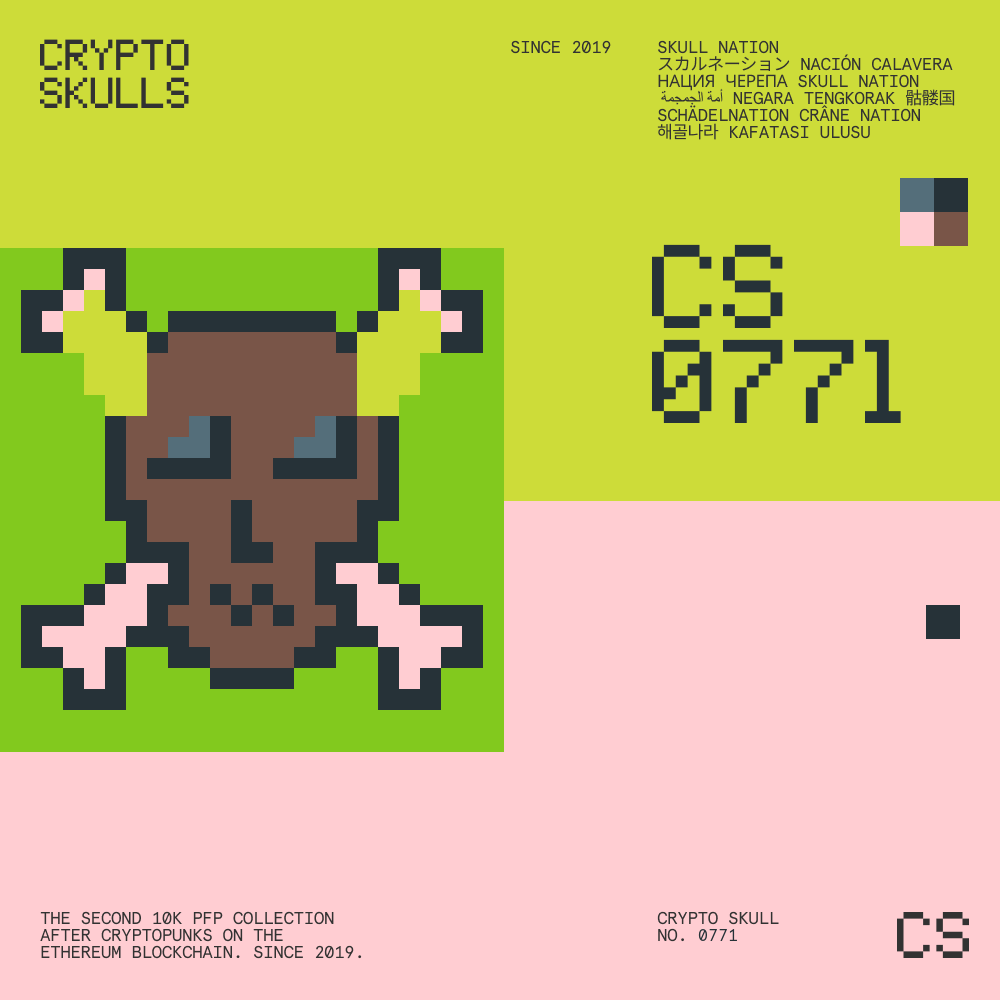 CRYPTO
SKULLS
SINCE 2019
SKULL NATION
スカルネーション NACIÓN CALAVERA
НАЦИЯ ЧЕРЕПА SKULL NATION
أمة الجمجمة NEGARA TENGKORAK 骷髅国
SCHÄDELNATION CRÂNE NATION
해골나라 KAFATASI ULUSU
CS
0771
THE SECOND 10K PFP COLLECTION
AFTER CRYPTOPUNKS ON THE
ETHEREUM BLOCKCHAIN. SINCE 2019.
CRYPTO SKULL
NO. 0771
CS